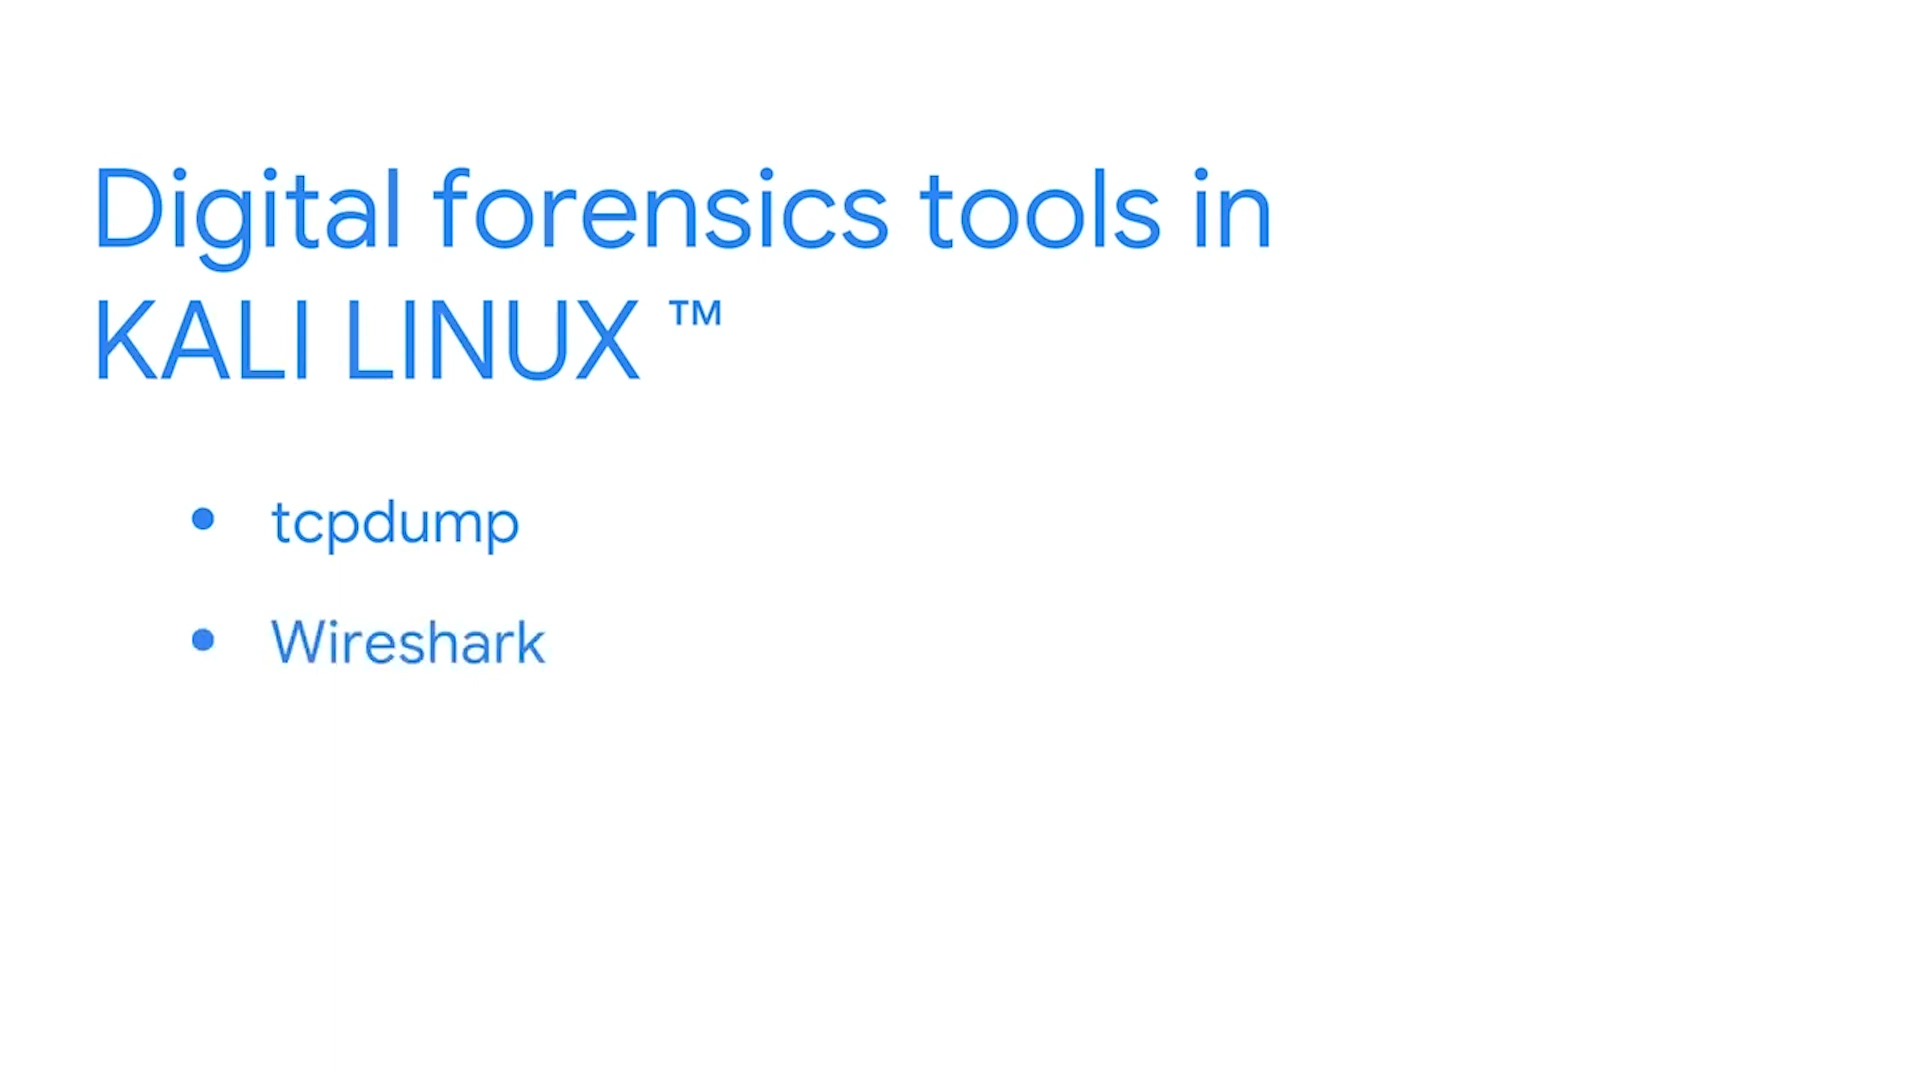 Digital forensics tools in
KALI LINUX ™
• tcpdump
• Wireshark